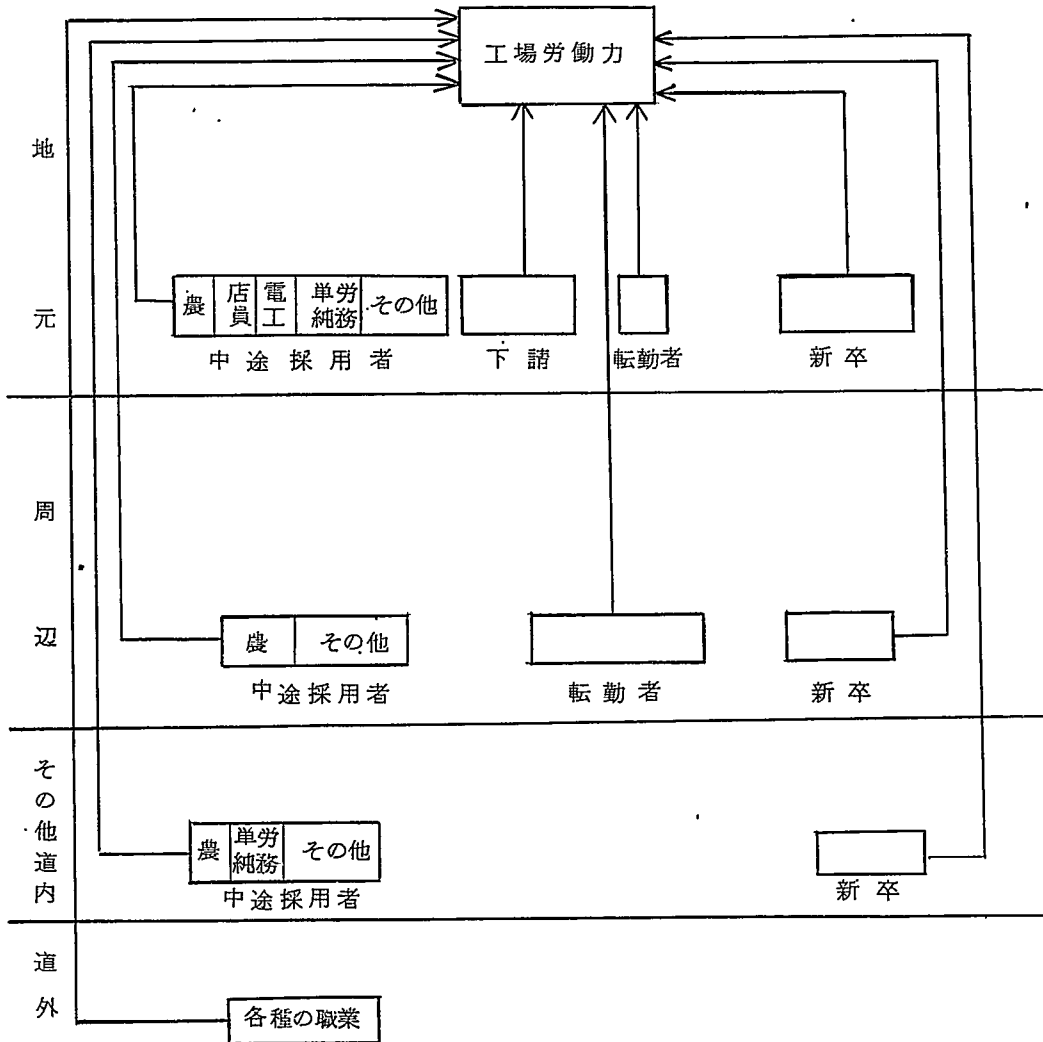 工場労働力
地元
農
店員
電工
単純労務
その他
中途採用者
下請
転勤者
新卒
周辺
農
その他
中途採用者
転勤者
新卒
その他道内
農
単純労務
その他
中途採用者
新卒
道外
各種の職業